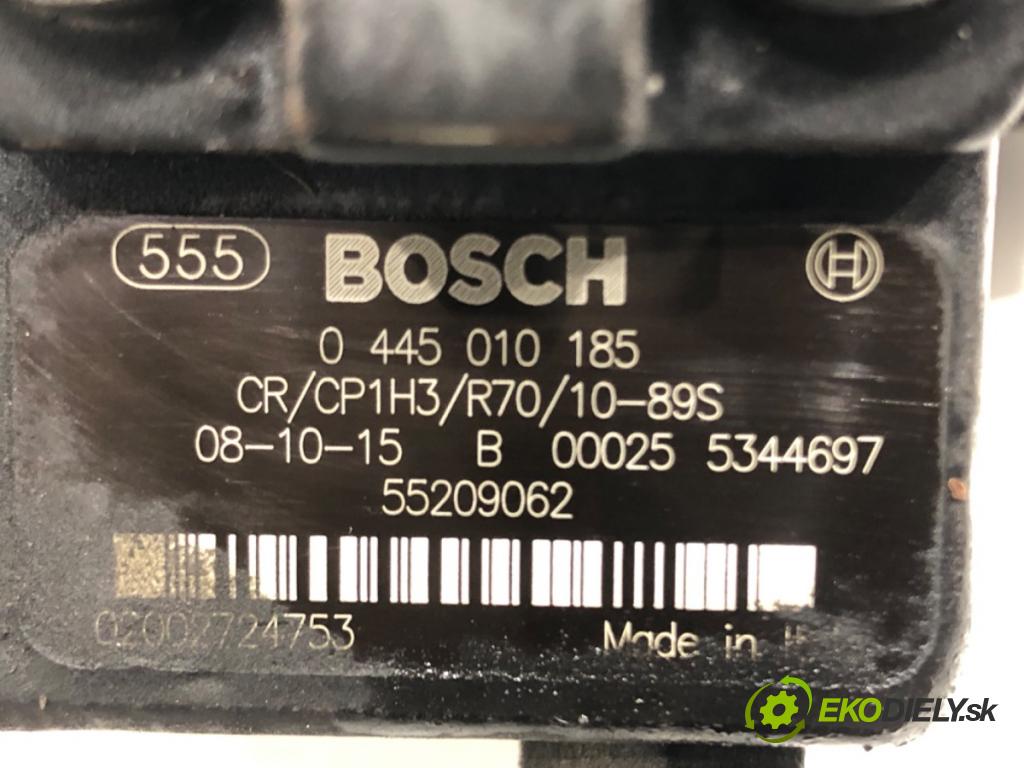 555 BOSCH
0 445 010 185
CR/CP1H3/R70/10-89S
08-10-15 B 00025 5344697
55209062
02002724753 Made in
EKODIELY.sk